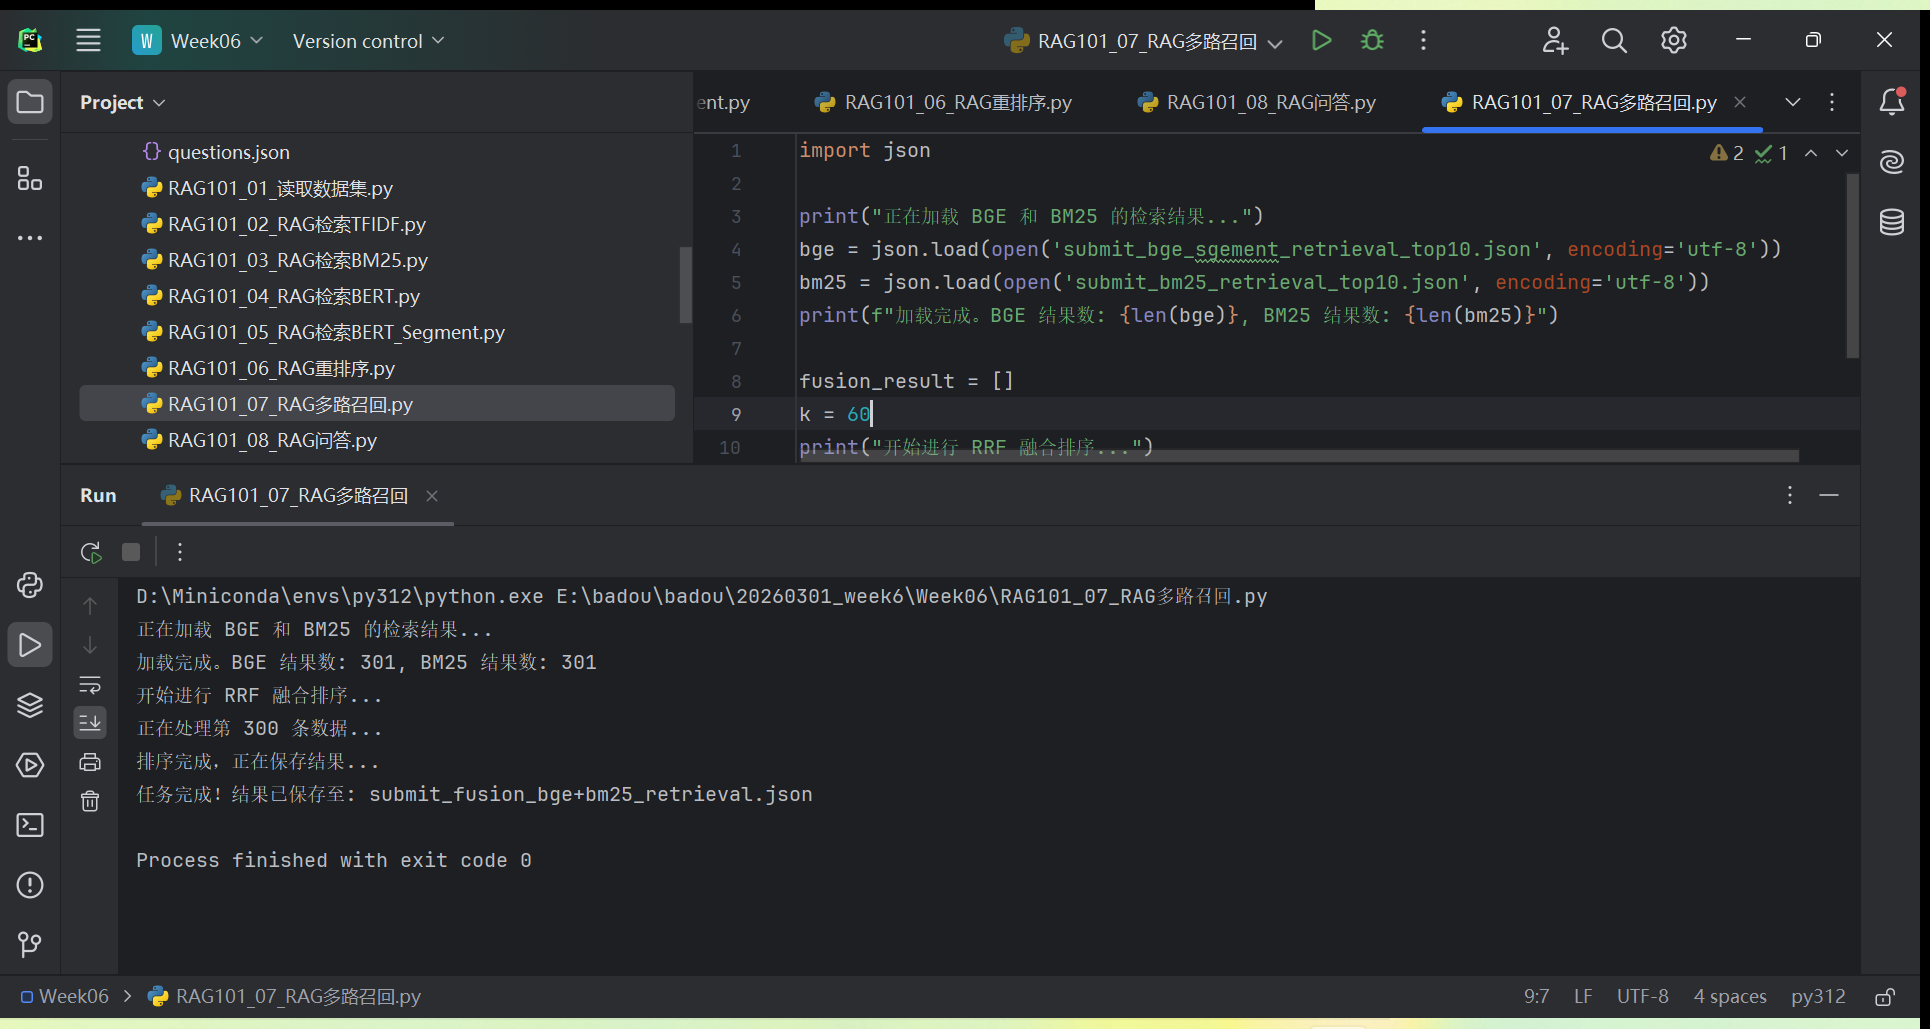 PC
W Week06 Version control
RAG101_07_RAG多路召回
Project
questions.json
RAG101_01_读取数据集.py
RAG101_02_RAG检索TFIDF.py
RAG101_03_RAG检索BM25.py
RAG101_04_RAG检索BERT.py
RAG101_05_RAG检索BERT_Segment.py
RAG101_06_RAG重排序.py
RAG101_07_RAG多路召回.py
RAG101_08_RAG问答.py
ent.py RAG101_06_RAG重排序.py RAG101_08_RAG问答.py RAG101_07_RAG多路召回.py
2 1
1 import json
2
3 print("正在加载 BGE 和 BM25 的检索结果...")
4 bge = json.load(open('submit_bge_sgement_retrieval_top10.json', encoding='utf-8'))
5 bm25 = json.load(open('submit_bm25_retrieval_top10.json', encoding='utf-8'))
6 print(f"加载完成。BGE 结果数: {len(bge)}, BM25 结果数: {len(bm25)}")
7
8 fusion_result = []
9 k = 60
10 print("开始进行 RRF 融合排序...")
Run RAG101_07_RAG多路召回
D:\Miniconda\envs\py312\python.exe E:\badou\badou\20260301_week6\Week06\RAG101_07_RAG多路召回.py
正在加载 BGE 和 BM25 的检索结果...
加载完成。BGE 结果数: 301, BM25 结果数: 301
开始进行 RRF 融合排序...
正在处理第 300 条数据...
排序完成，正在保存结果...
任务完成！结果已保存至: submit_fusion_bge+bm25_retrieval.json
Process finished with exit code 0
Week06 RAG101_07_RAG多路召回.py
9:7 LF UTF-8 4 spaces py312